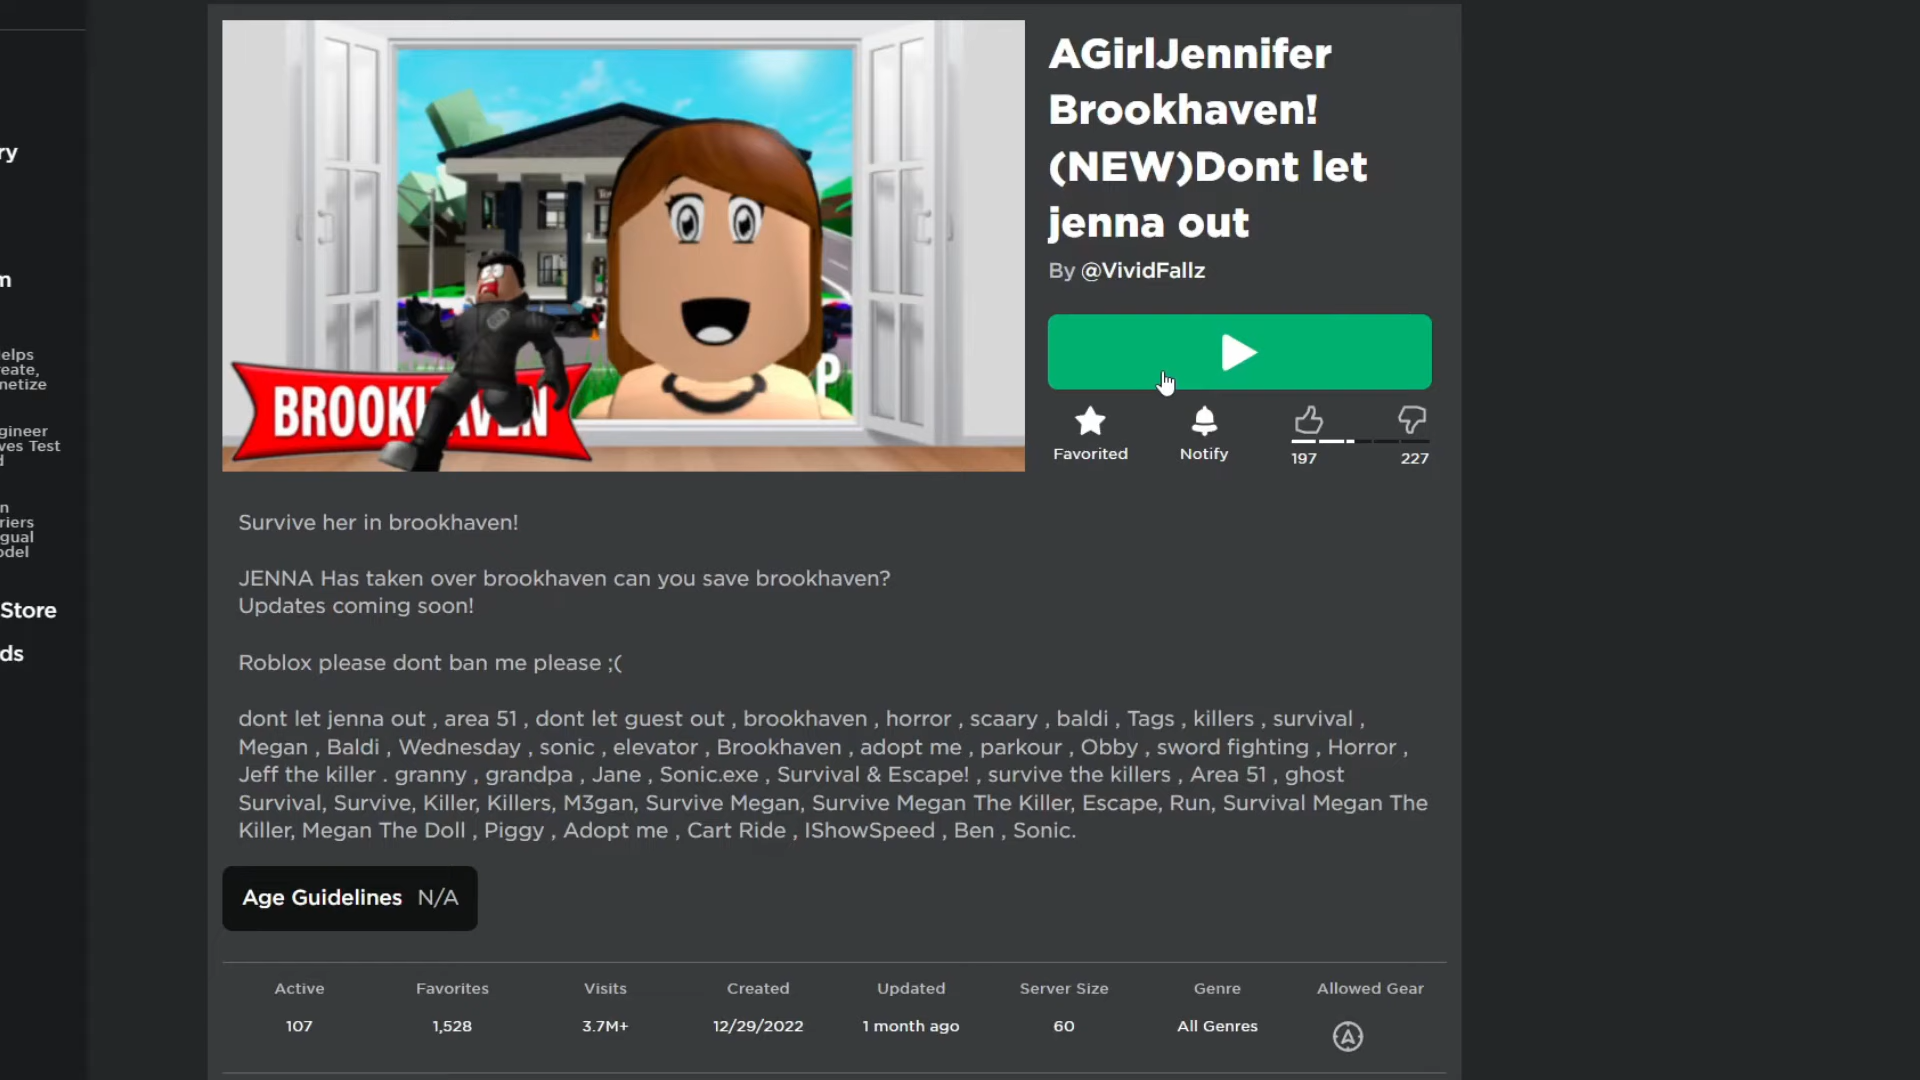 AGirlJennifer
Brookhaven!
(NEW)Dont let
jenna out
By @VividFallz
BROOKHAVEN
P
Favorited
Notify
197
227
Survive her in brookhaven!
JENNA Has taken over brookhaven can you save brookhaven?
Updates coming soon!
Roblox please dont ban me please ;(
dont let jenna out , area 51 , dont let guest out , brookhaven , horror , scaary , baldi , Tags , killers , survival ,
Megan , Baldi , Wednesday , sonic , elevator , Brookhaven , adopt me , parkour , Obby , sword fighting , Horror ,
Jeff the killer . granny , grandpa , Jane , Sonic.exe , Survival & Escape! , survive the killers , Area 51 , ghost
Survival, Survive, Killer, Killers, M3gan, Survive Megan, Survive Megan The Killer, Escape, Run, Survival Megan The
Killer, Megan The Doll , Piggy , Adopt me , Cart Ride , IShowSpeed , Ben , Sonic.
Age Guidelines N/A
Active Favorites Visits Created Updated Server Size Genre Allowed Gear
107 1,528 3.7M+ 12/29/2022 1 month ago 60 All Genres
ry
m
elps
reate,
netize
gineer
ves Test
d
n
riers
gual
odel
Store
ds